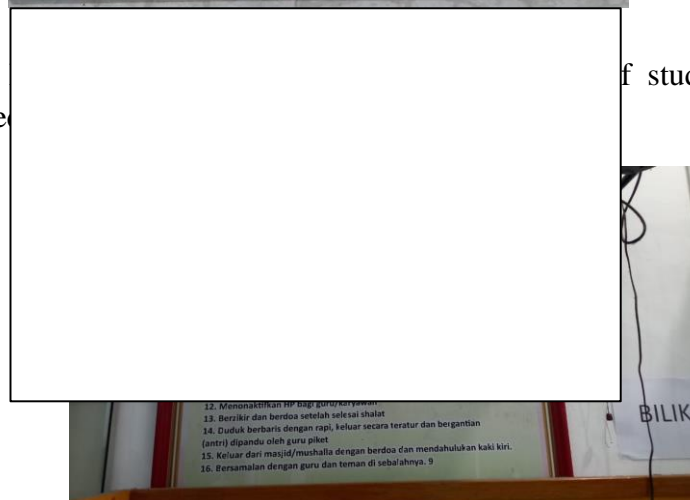 f stud
12. Menonaktifkan HP bagi guru/karyawan
13. Berzikir dan berdoa setelah selesai shalat
14. Duduk berbaris dengan rapi, keluar secara teratur dan bergantian
(antri) dipandu oleh guru piket
15. Keluar dari masjid/mushalla dengan berdoa dan mendahulukan kaki kiri.
16. Bersamalan dengan guru dan teman di sebalahnya. 9
BILIK